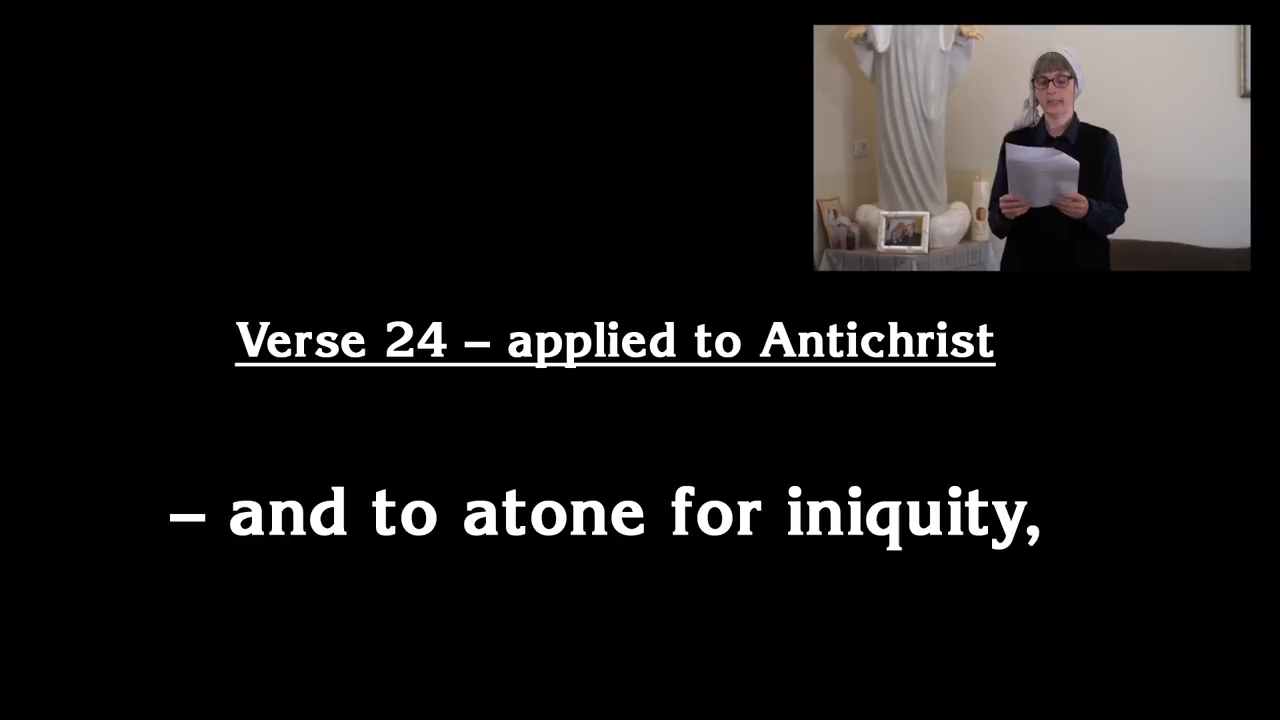 Verse 24 – applied to Antichrist
– and to atone for iniquity,